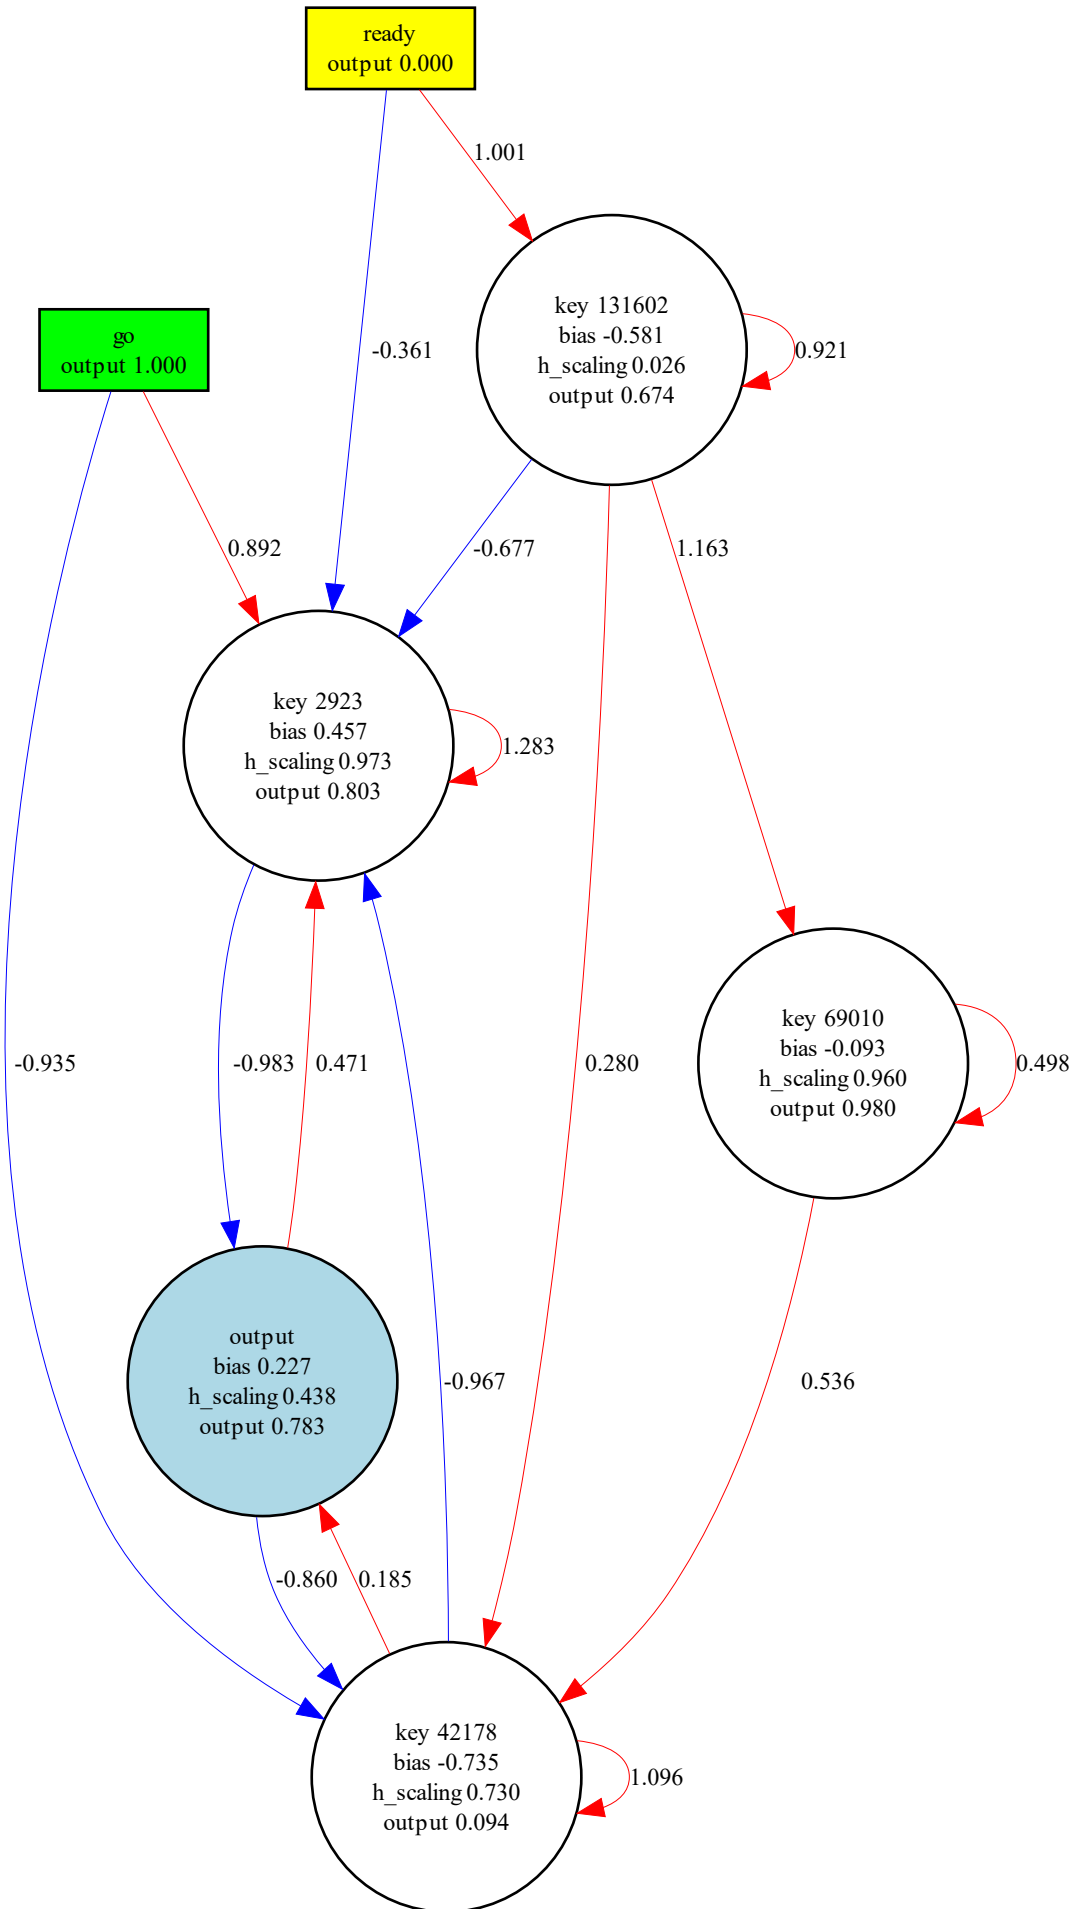 ready
output 0.000
1.001
key 131602
bias -0.581
h_scaling 0.026
output 0.674
0.921
go
output 1.000
-0.361
0.892
-0.677
1.163
key 2923
bias 0.457
h_scaling 0.973
output 0.803
1.283
key 69010
bias -0.093
h_scaling 0.960
output 0.980
0.498
-0.935
-0.983
0.471
0.280
output
bias 0.227
h_scaling 0.438
output 0.783
-0.967
0.536
-0.860
0.185
key 42178
bias -0.735
h_scaling 0.730
output 0.094
1.096